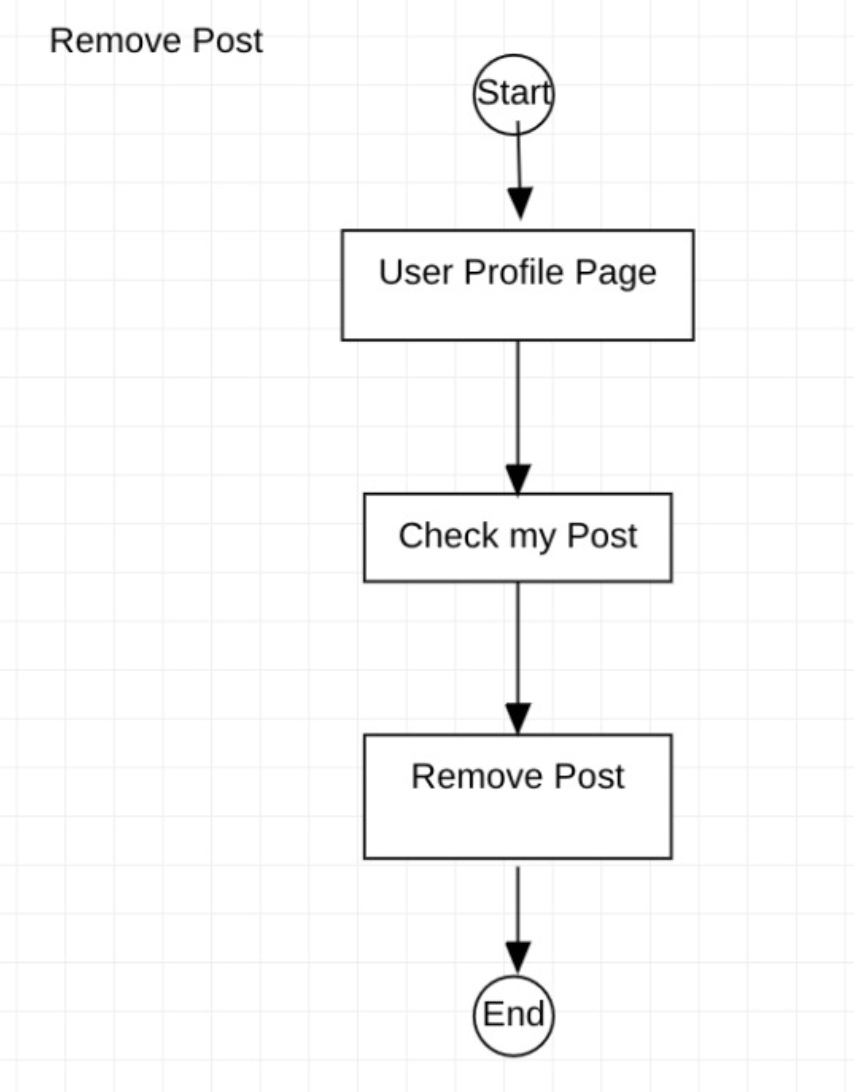 Remove Post
Start
User Profile Page
Check my Post
Remove Post
End